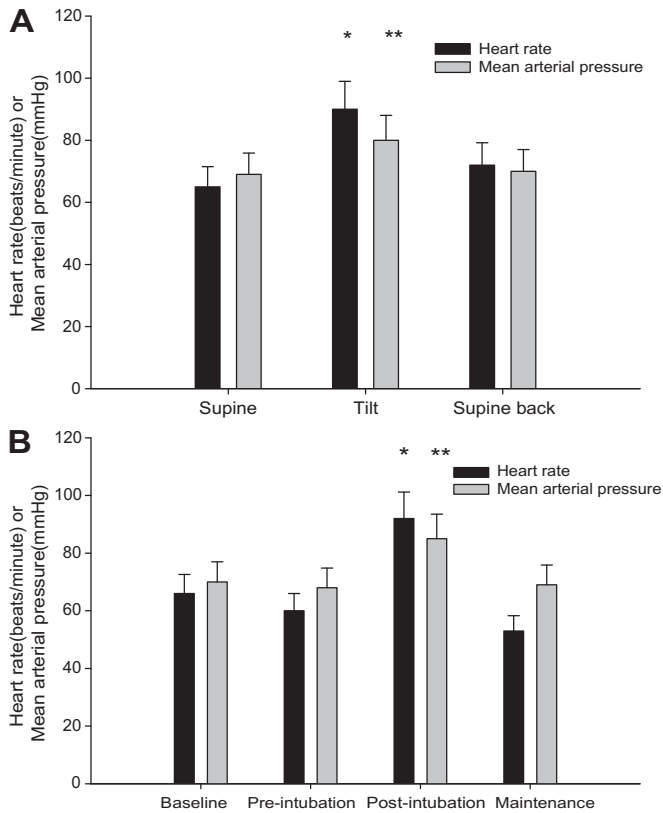 A
Heart rate(beats/minute) or
Mean arterial pressure(mmHg)
120
100
80
60
40
20
0
* **
Heart rate
Mean arterial pressure
Supine Tilt Supine back
B
Heart rate(beats/minute) or
Mean arterial pressure(mmHg)
120
100
80
60
40
20
0
* **
Heart rate
Mean arterial pressure
Baseline Pre-intubation Post-intubation Maintenance